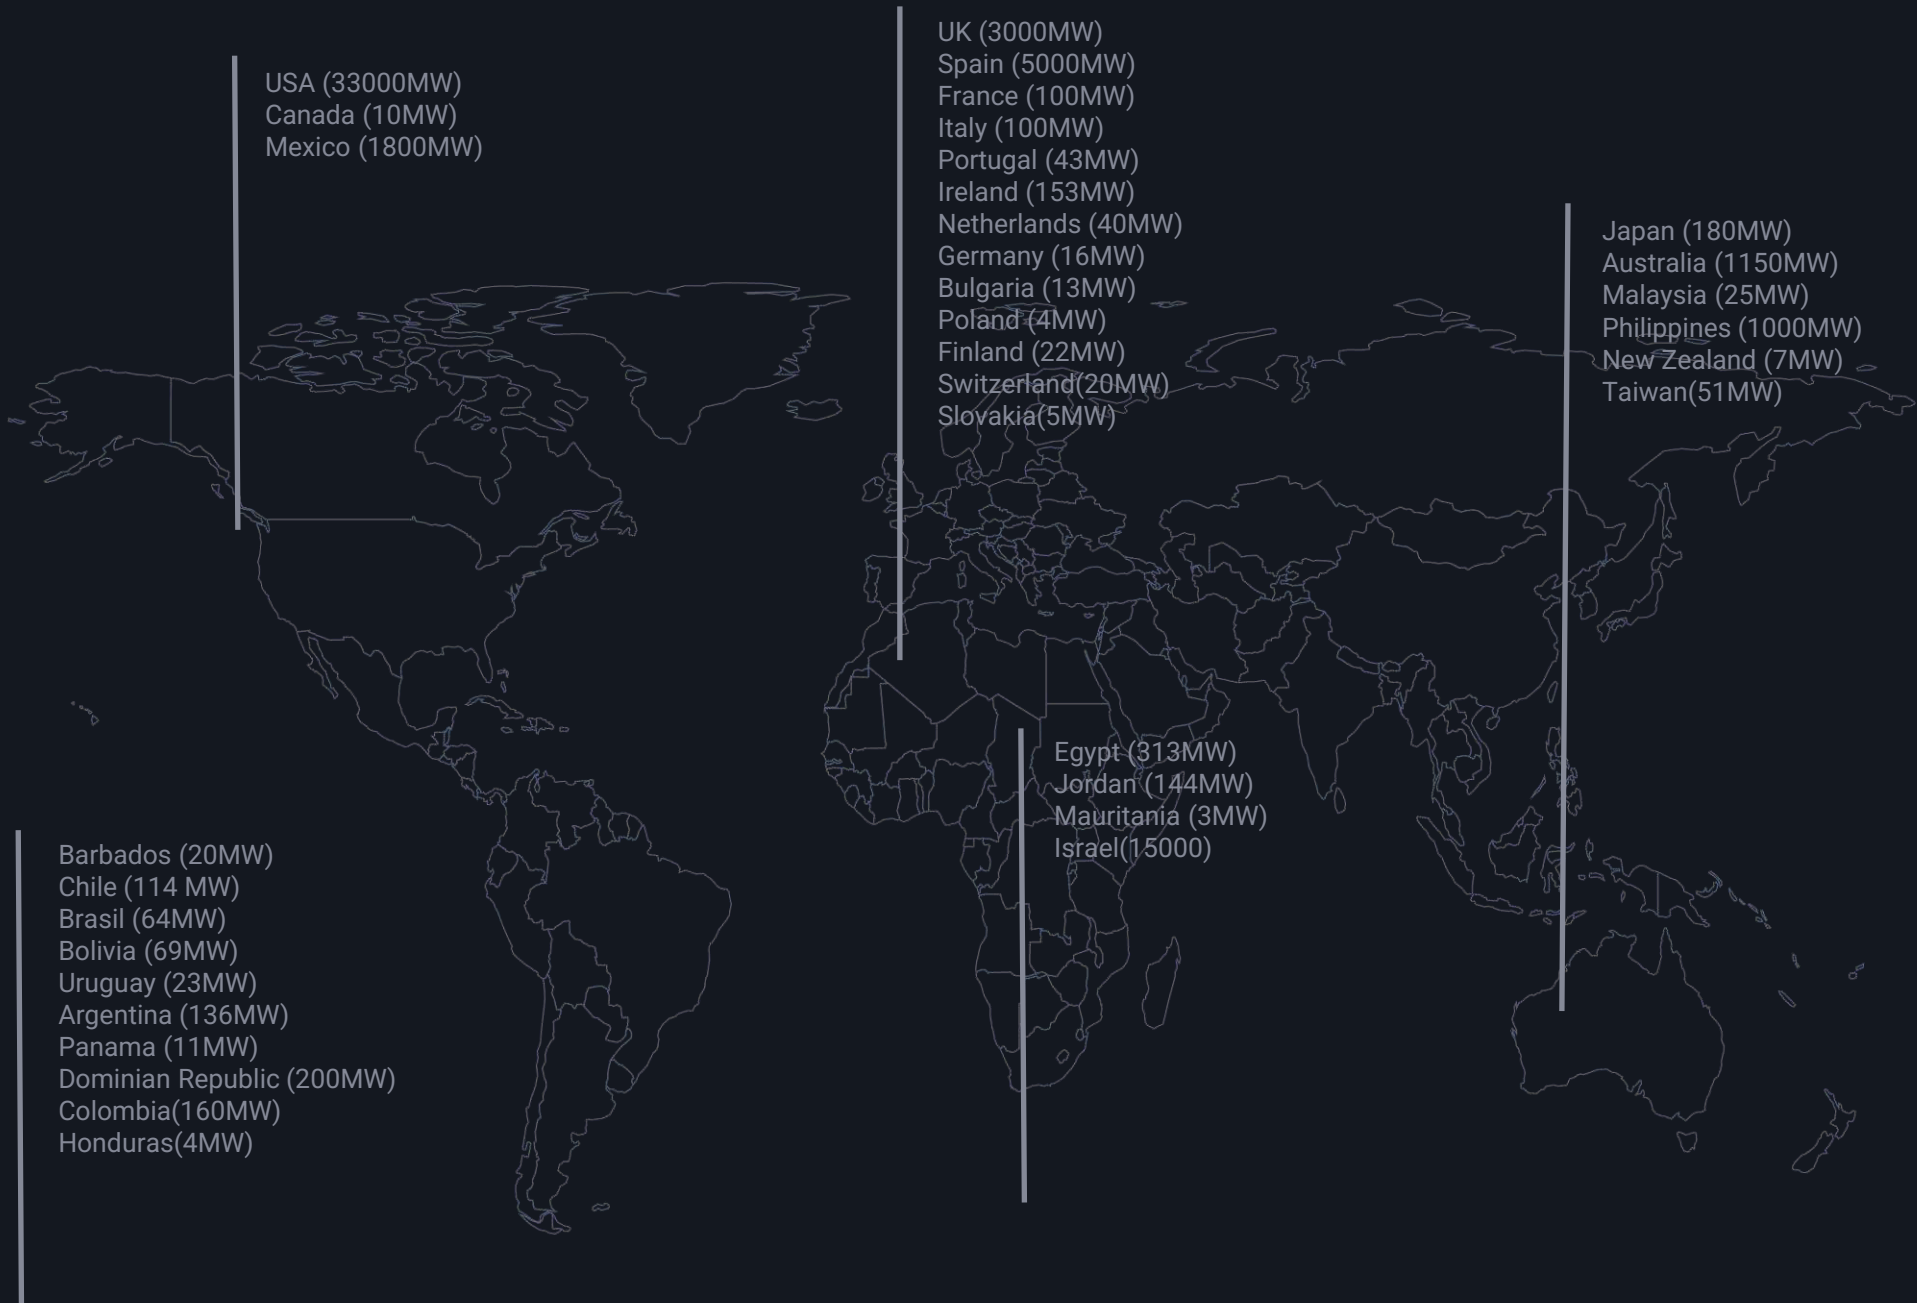 USA (33000MW)
Canada (10MW)
Mexico (1800MW)
UK (3000MW)
Spain (5000MW)
France (100MW)
Italy (100MW)
Portugal (43MW)
Ireland (153MW)
Netherlands (40MW)
Germany (16MW)
Bulgaria (13MW)
Poland (4MW)
Finland (22MW)
Switzerland(20MW)
Slovakia(5MW)
Japan (180MW)
Australia (1150MW)
Malaysia (25MW)
Philippines (1000MW)
New Zealand (7MW)
Taiwan(51MW)
Egypt (313MW)
Jordan (144MW)
Mauritania (3MW)
Israel(15000)
Barbados (20MW)
Chile (114 MW)
Brasil (64MW)
Bolivia (69MW)
Uruguay (23MW)
Argentina (136MW)
Panama (11MW)
Dominian Republic (200MW)
Colombia(160MW)
Honduras(4MW)